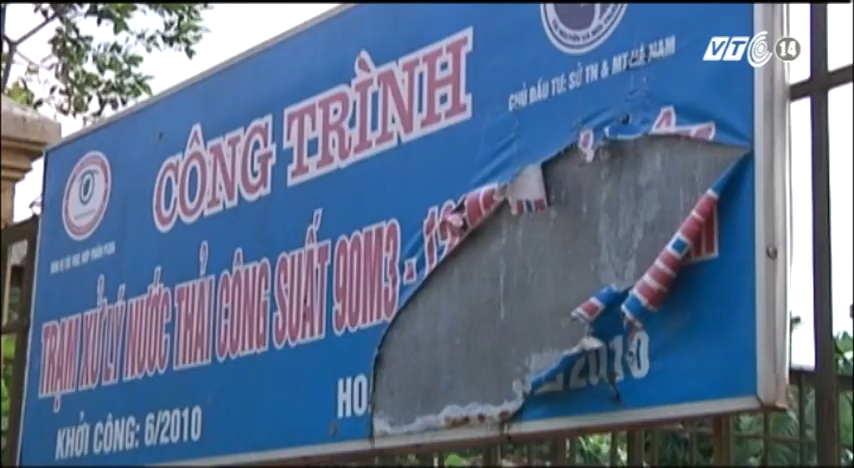 VTC 14
CHỦ ĐẦU TƯ: SỞ TN & MT HÀ NAM
CÔNG TRÌNH
TRẠM XỬ LÝ NƯỚC THẢI CÔNG SUẤT 90M3 - 12
KHỞI CÔNG: 6/2010
HO 2010